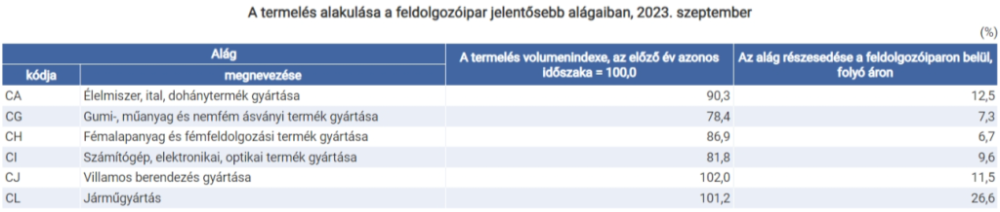 A termelés alakulása a feldolgozóipar jelentősebb alágaiban, 2023. szeptember
(%)
Alág
A termelés volumenindexe, az előző év azonos időszaka = 100,0
Az alág részesedése a feldolgozóiparon belül, folyó áron
kódja megnevezése
CA Élelmiszer, ital, dohánytermék gyártása 90,3 12,5
CG Gumi-, műanyag és nemfém ásványi termék gyártása 78,4 7,3
CH Fémalapanyag és fémfeldolgozási termék gyártása 86,9 6,7
CI Számítógép, elektronikai, optikai termék gyártása 81,8 9,6
CJ Villamos berendezés gyártása 102,0 11,5
CL Járműgyártás 101,2 26,6